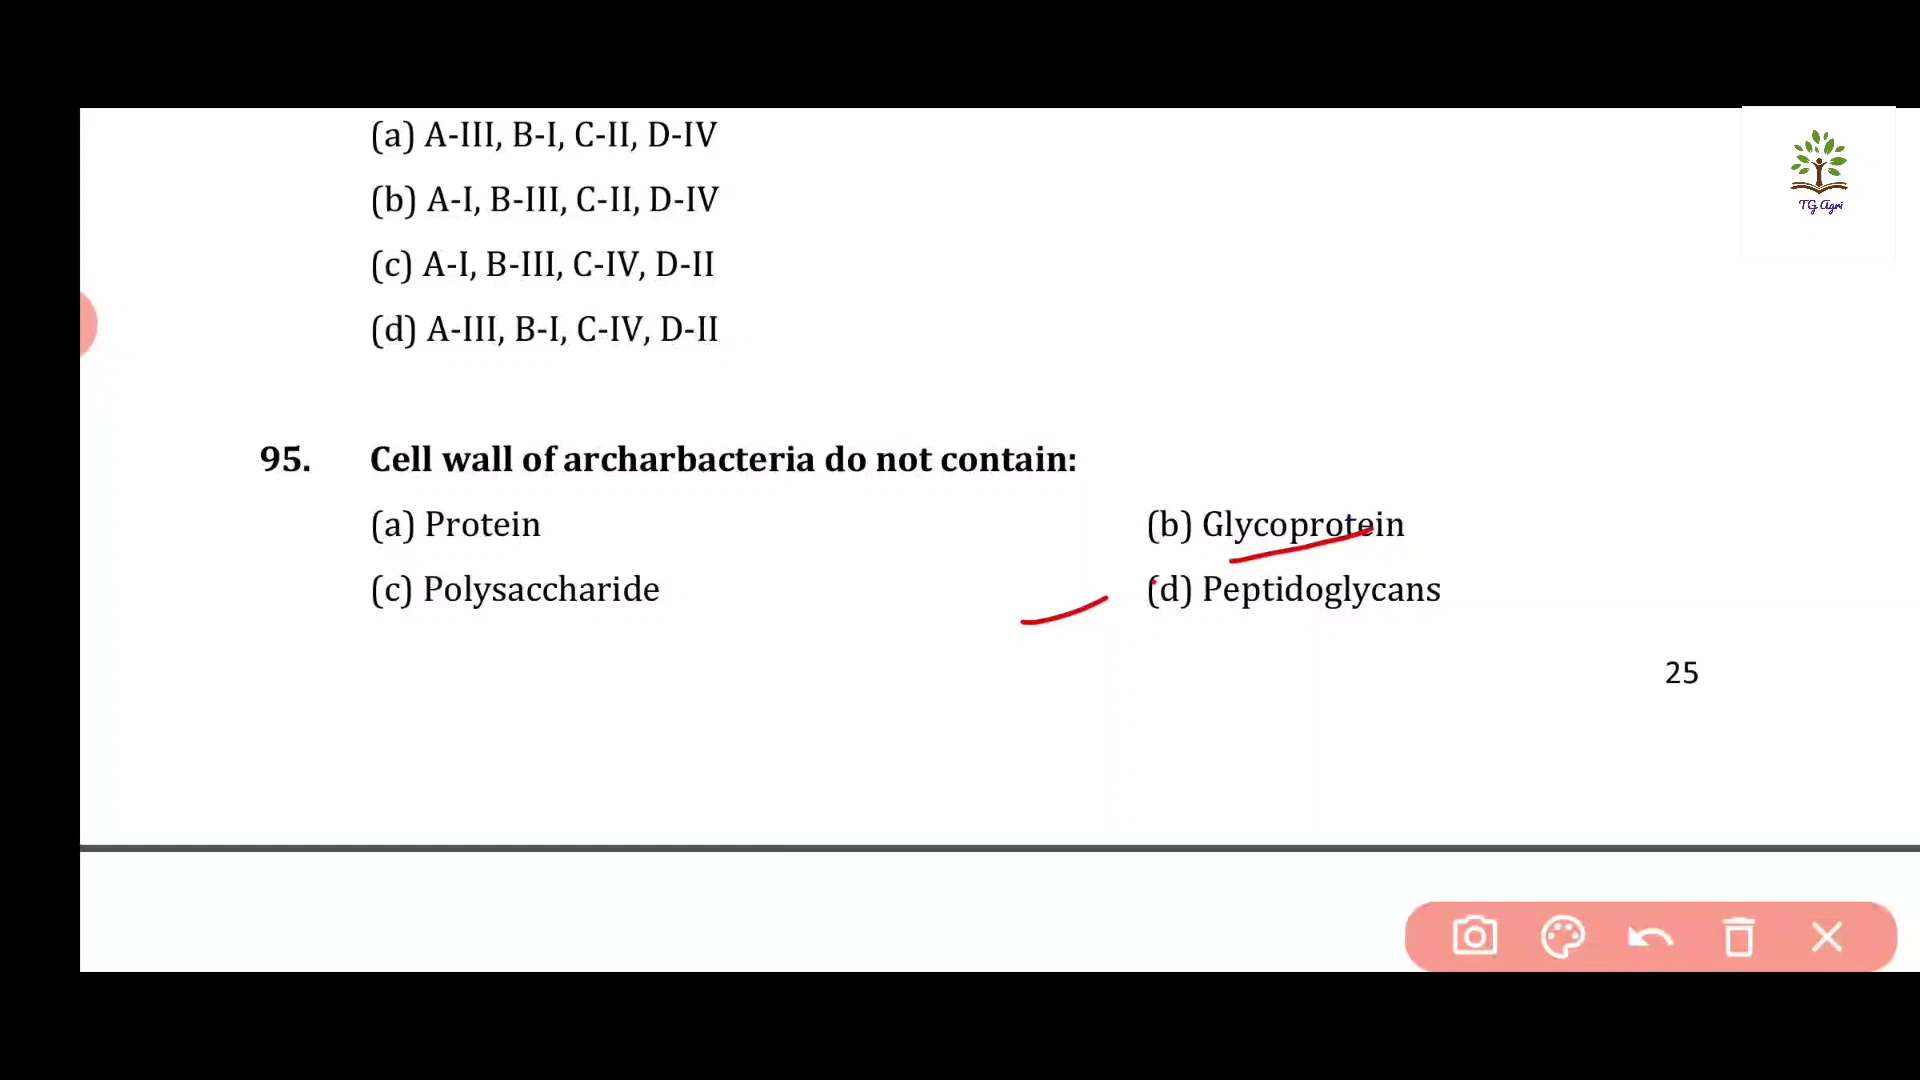 (a) A-III, B-I, C-II, D-IV
(b) A-I, B-III, C-II, D-IV
(c) A-I, B-III, C-IV, D-II
(d) A-III, B-I, C-IV, D-II
TG Agri
95. Cell wall of archarbacteria do not contain:
(a) Protein (b) Glycoprotein
(c) Polysaccharide (d) Peptidoglycans
25